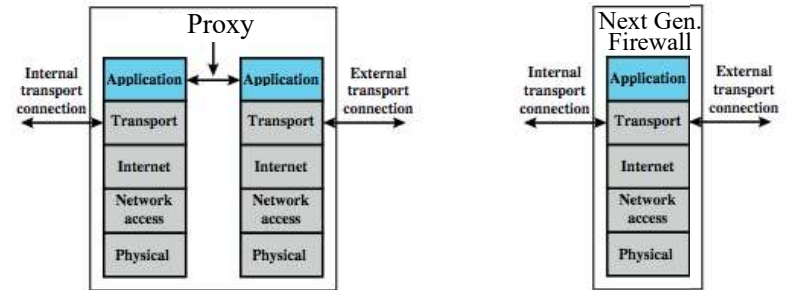 Proxy
Internal
transport
connection
Application
Transport
Internet
Network
access
Physical
Application
Transport
Internet
Network
access
Physical
External
transport
connection
Next Gen.
Firewall
Internal
transport
connection
Application
Transport
Internet
Network
access
Physical
External
transport
connection